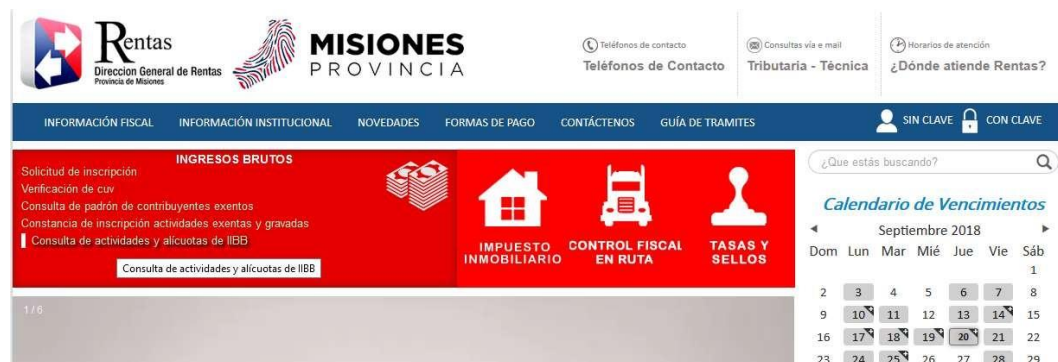 Rentas
Direccion General de Rentas
Provincia de Misiones
MISIONES
PROVINCIA
Teléfonos de contacto
Teléfonos de Contacto
Consultas vía e mail
Tributaria - Técnica
Horarios de atención
¿Dónde atiende Rentas?
INFORMACIÓN FISCAL INFORMACIÓN INSTITUCIONAL NOVEDADES FORMAS DE PAGO CONTÁCTENOS GUÍA DE TRAMITES SIN CLAVE CON CLAVE
INGRESOS BRUTOS
Solicitud de inscripción
Verificación de cuv
Consulta de padrón de contribuyentes exentos
Constancia de inscripción actividades exentas y gravadas
Consulta de actividades y alícuotas de IIBB
Consulta de actividades y alícuotas de IIBB
IMPUESTO
INMOBILIARIO
CONTROL FISCAL
EN RUTA
TASAS Y
SELLOS
1 / 6
¿Que estás buscando?
Calendario de Vencimientos
Septiembre 2018
Dom Lun Mar Mié Jue Vie Sáb
1
2 3 4 5 6 7 8
9 10 11 12 13 14 15
16 17 18 19 20 21 22
23 24 25 26 27 28 29